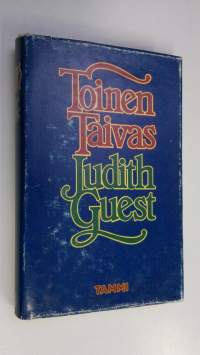 Toinen
Taivas
Judith
Guest
TAMMI